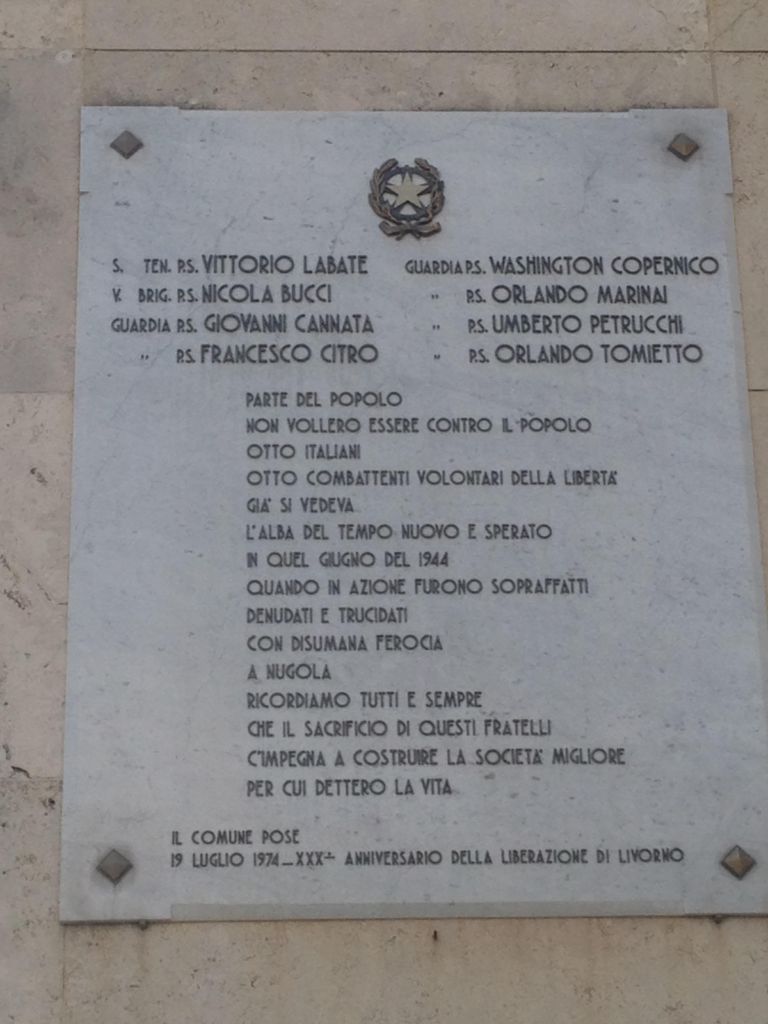 S. TEN. P.S. VITTORIO LABATE
V. BRIG. P.S. NICOLA BUCCI
GUARDIA P.S. GIOVANNI CANNATA
" P.S. FRANCESCO CITRO
GUARDIA P.S. WASHINGTON COPERNICO
" P.S. ORLANDO MARINAI
" P.S. UMBERTO PETRUCCHI
" P.S. ORLANDO TOMIETTO
PARTE DEL POPOLO
NON VOLLERO ESSERE CONTRO IL POPOLO
OTTO ITALIANI
OTTO COMBATTENTI VOLONTARI DELLA LIBERTA'
GIA' SI VEDEVA
L'ALBA DEL TEMPO NUOVO E SPERATO
IN QUEL GIUGNO DEL 1944
QUANDO IN AZIONE FURONO SOPRAFFATTI
DENUDATI E TRUCIDATI
CON DISUMANA FEROCIA
A NUGOLA
RICORDIAMO TUTTI E SEMPRE
CHE IL SACRIFICIO DI QUESTI FRATELLI
C'IMPEGNA A COSTRUIRE LA SOCIETA' MIGLIORE
PER CUI DETTERO LA VITA
IL COMUNE POSE
19 LUGLIO 1974 - XXX° ANNIVERSARIO DELLA LIBERAZIONE DI LIVORNO